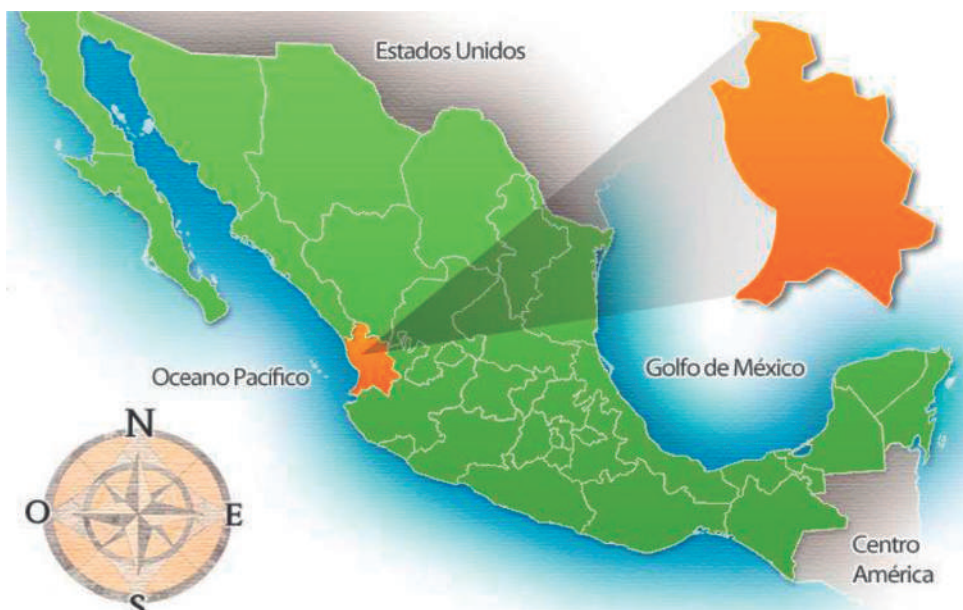 Estados Unidos
Oceano Pacífico
Golfo de México
N
O
E
S
Centro
América